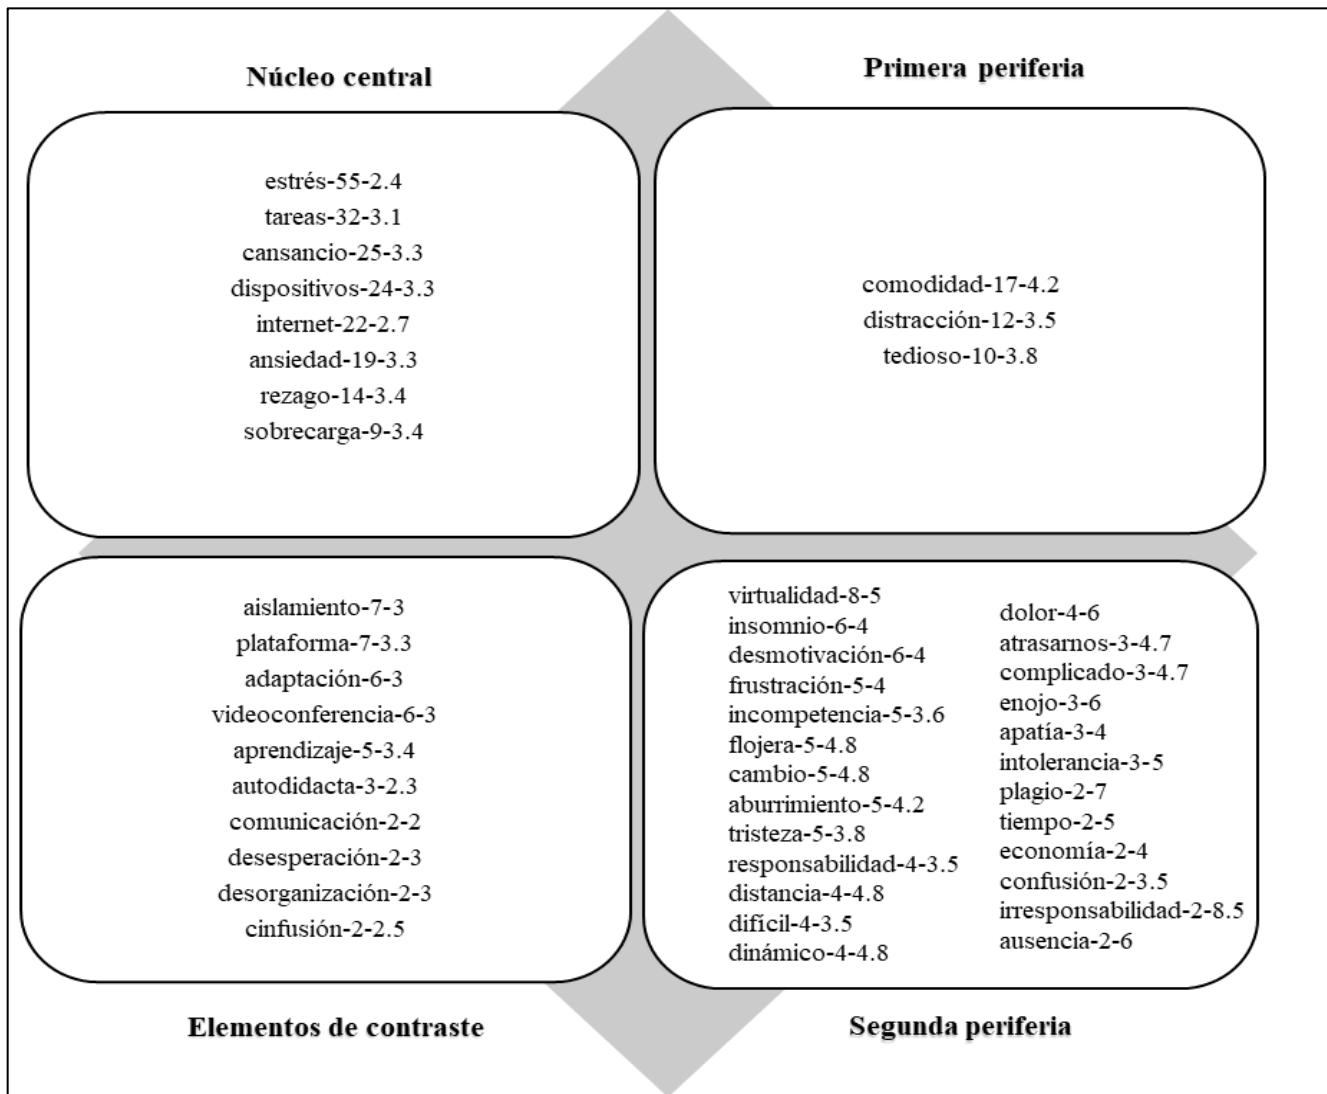 Núcleo central
estrés-55-2.4
tareas-32-3.1
cansancio-25-3.3
dispositivos-24-3.3
internet-22-2.7
ansiedad-19-3.3
rezago-14-3.4
sobrecarga-9-3.4
Primera periferia
comodidad-17-4.2
distracción-12-3.5
tedioso-10-3.8
aislamiento-7-3
plataforma-7-3.3
adaptación-6-3
videoconferencia-6-3
aprendizaje-5-3.4
autodidacta-3-2.3
comunicación-2-2
desesperación-2-3
desorganización-2-3
cinfusión-2-2.5
Elementos de contraste
virtualidad-8-5
insomnio-6-4
desmotivación-6-4
frustración-5-4
incompetencia-5-3.6
flojera-5-4.8
cambio-5-4.8
aburrimiento-5-4.2
tristeza-5-3.8
responsabilidad-4-3.5
distancia-4-4.8
difícil-4-3.5
dinámico-4-4.8
dolor-4-6
atrasarnos-3-4.7
complicado-3-4.7
enojo-3-6
apatía-3-4
intolerancia-3-5
plagio-2-7
tiempo-2-5
economía-2-4
confusión-2-3.5
irresponsabilidad-2-8.5
ausencia-2-6
Segunda periferia